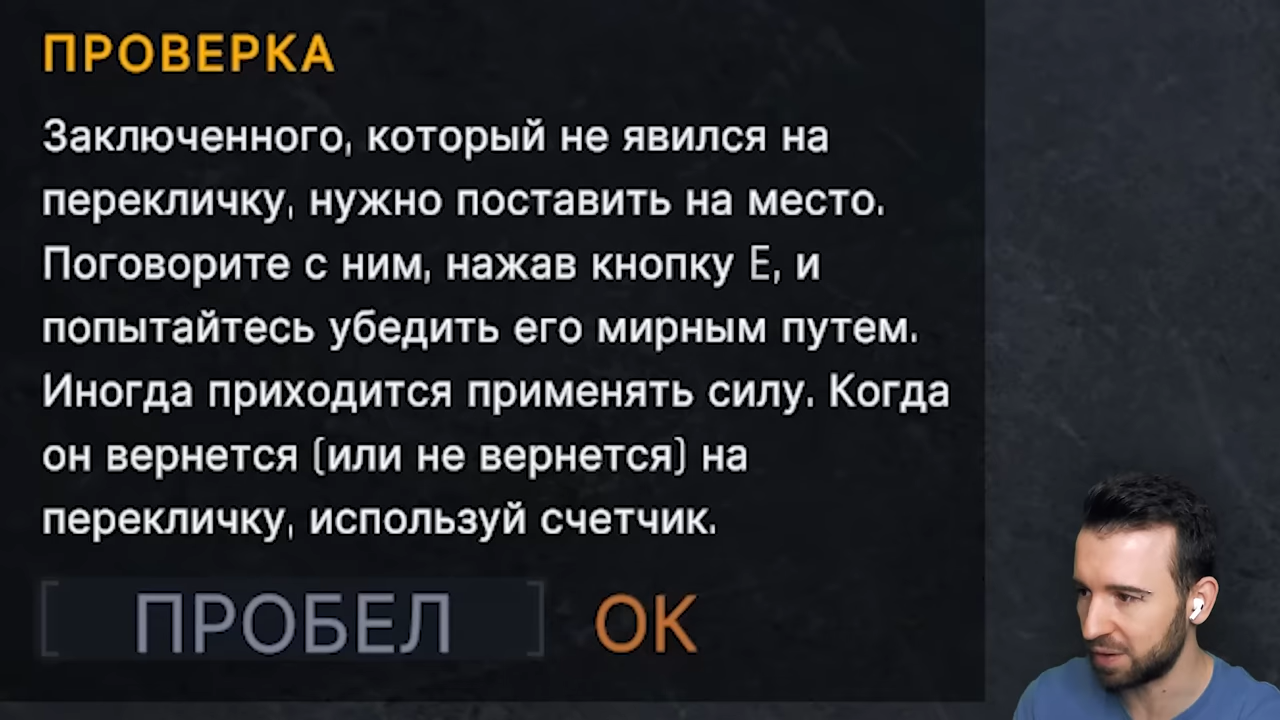 ПРОВЕРКА
Заключенного, который не явился на
перекличку, нужно поставить на место.
Поговорите с ним, нажав кнопку E, и
попытайтесь убедить его мирным путем.
Иногда приходится применять силу. Когда
он вернется (или не вернется) на
перекличку, используй счетчик.
ПРОБЕЛ OK